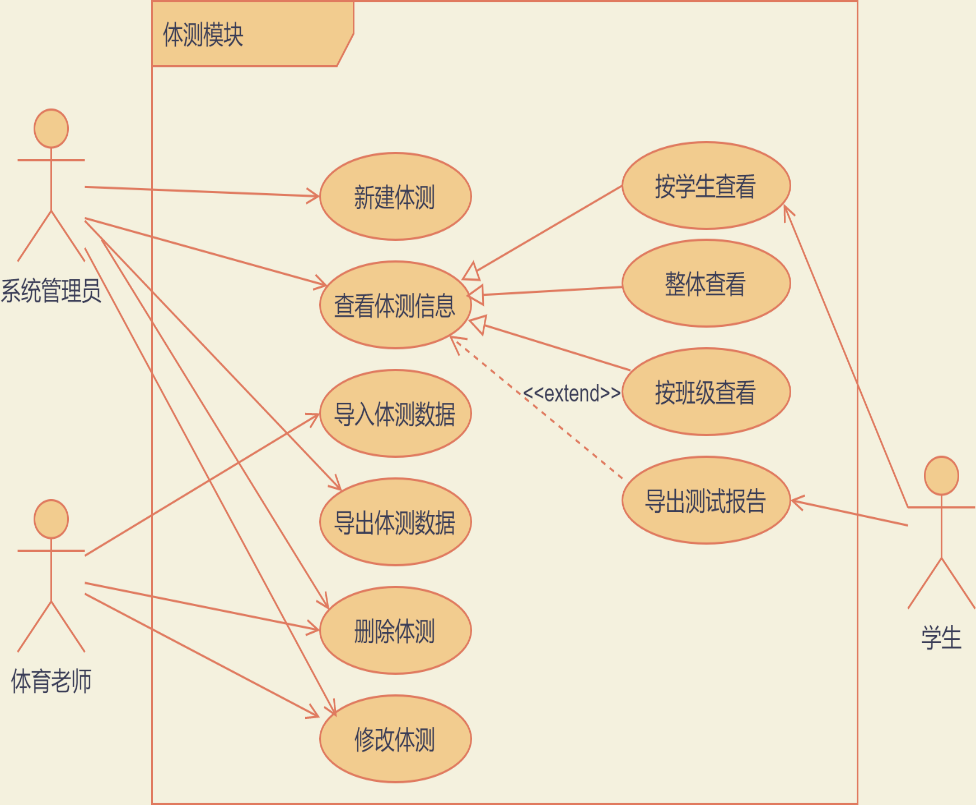 体测模块
新建体测
按学生查看
系统管理员
查看体测信息
整体查看
导入体测数据
<<extend>>
按班级查看
导出体测数据
导出测试报告
删除体测
学生
体育老师
修改体测